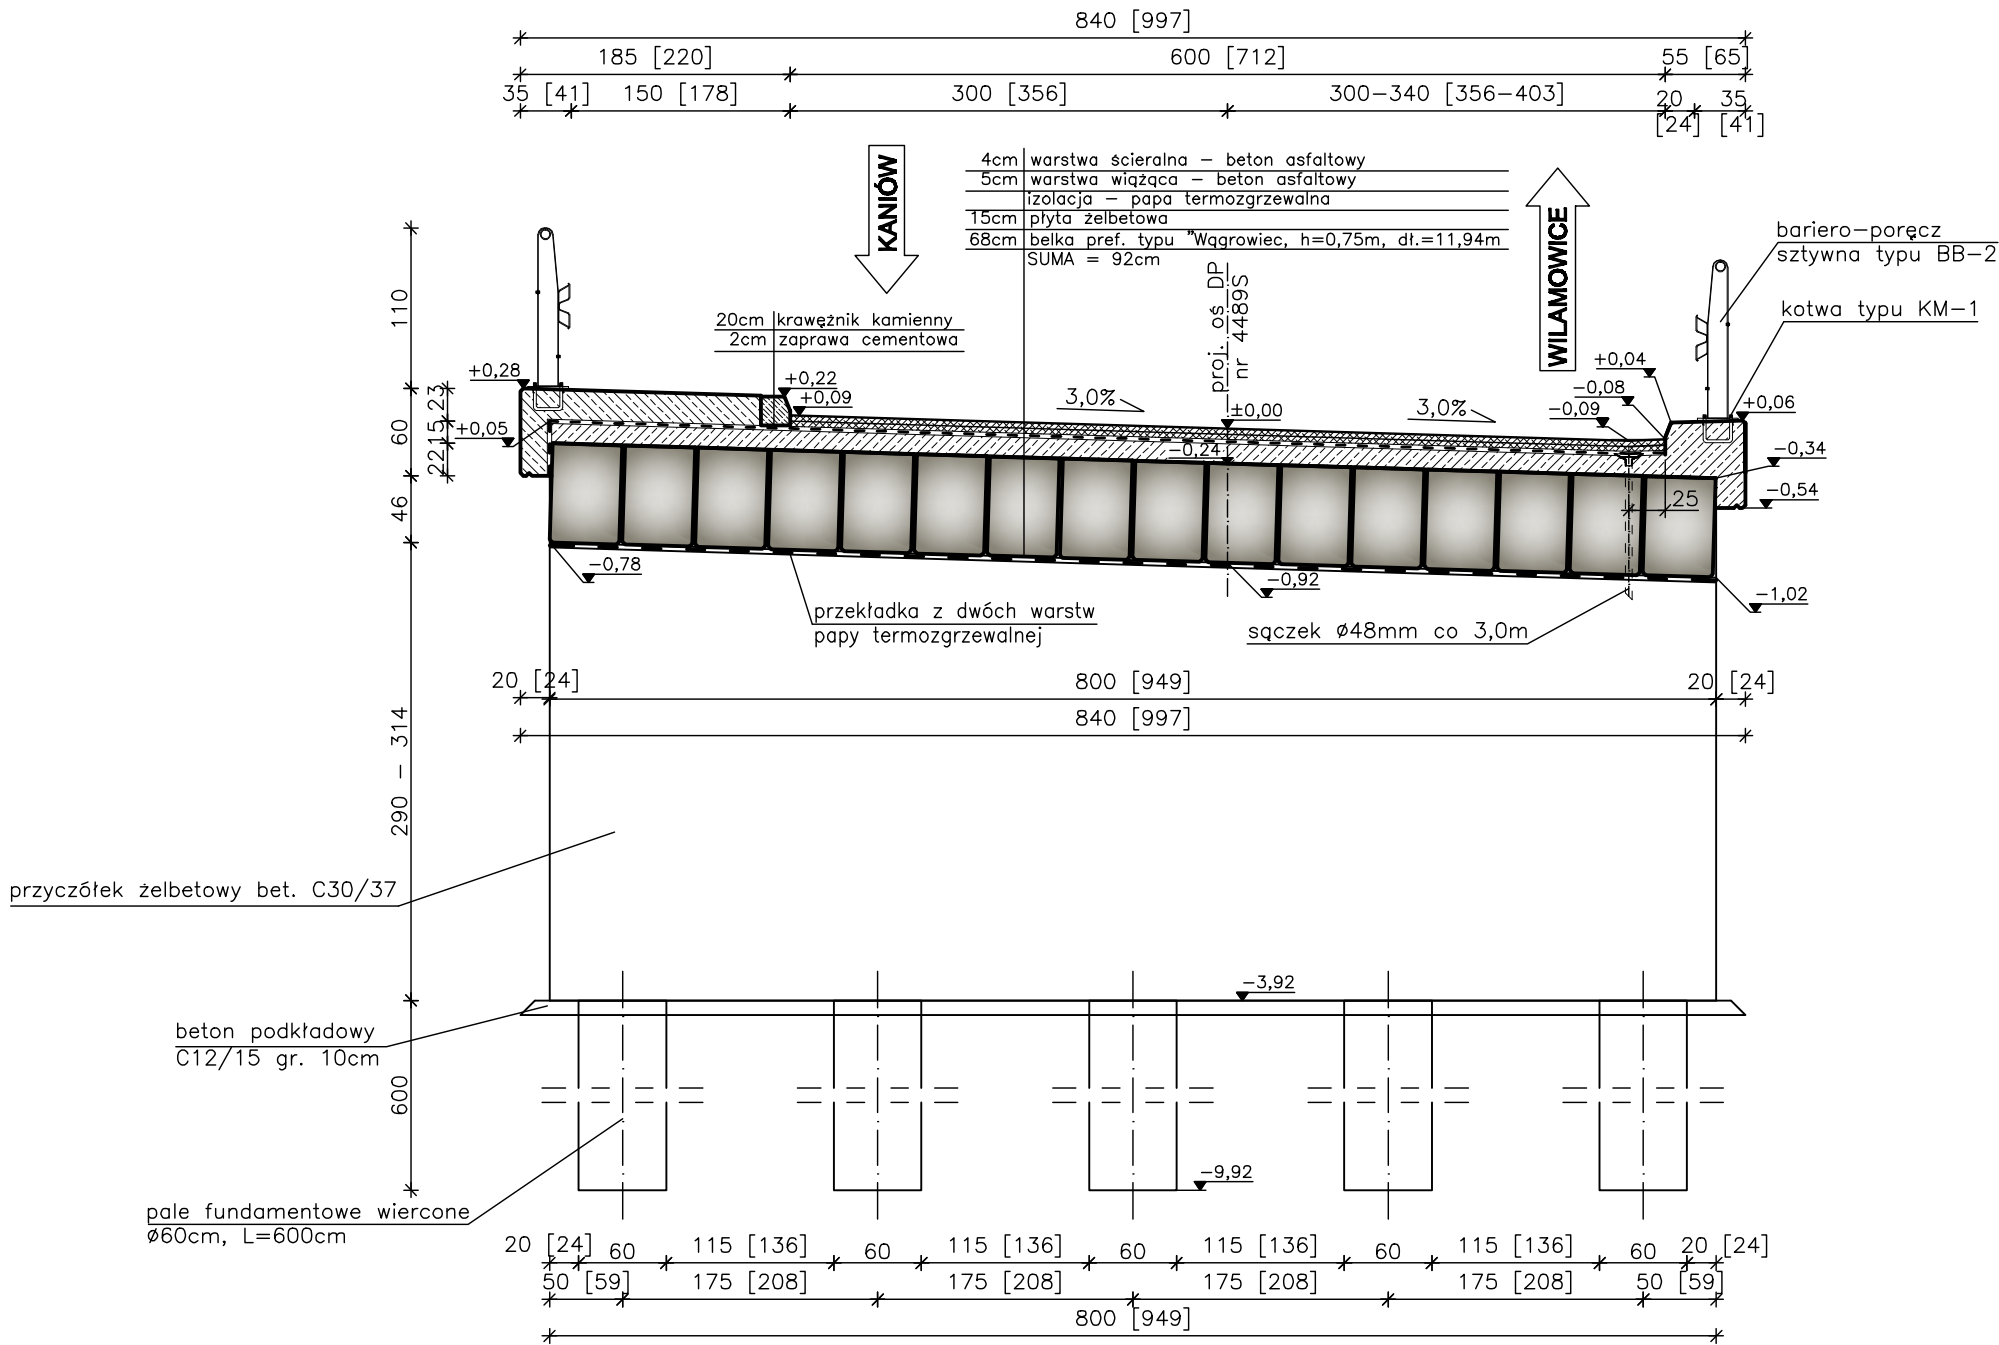 840 [997]
185 [220]
600 [712]
55 [65]
35 [41]
150 [178]
300 [356]
300-340 [356-403]
20
35
[24]
[41]
KANIÓW
4cm warstwa ścieralna - beton asfaltowy
5cm warstwa wiążąca - beton asfaltowy
izolacja - papa termozgrzewalna
15cm płyta żelbetowa
68cm belka pref. typu "Wągrowiec, h=0,75m, dł.=11,94m
SUMA = 92cm
WILAMOWICE
bariero-poręcz
sztywna typu BB-2
kotwa typu KM-1
proj. oś DP
nr 4489S
20cm krawężnik kamienny
2cm zaprawa cementowa
110
+0,28
+0,22
+0,09
3,0%
±0,00
3,0%
+0,04
-0,08
-0,09
+0,06
23
15
22
60
+0,05
-0,24
-0,34
46
25
-0,54
-0,78
-0,92
-1,02
przekładka z dwóch warstw
papy termozgrzewalnej
sączek Ø48mm co 3,0m
20 [24]
800 [949]
20 [24]
840 [997]
290 - 314
przyczółek żelbetowy bet. C30/37
-3,92
beton podkładowy
C12/15 gr. 10cm
600
-9,92
pale fundamentowe wiercone
Ø60cm, L=600cm
20 [24]
60
115 [136]
60
115 [136]
60
115 [136]
60
115 [136]
60
20 [24]
50 [59]
175 [208]
175 [208]
175 [208]
175 [208]
50 [59]
800 [949]